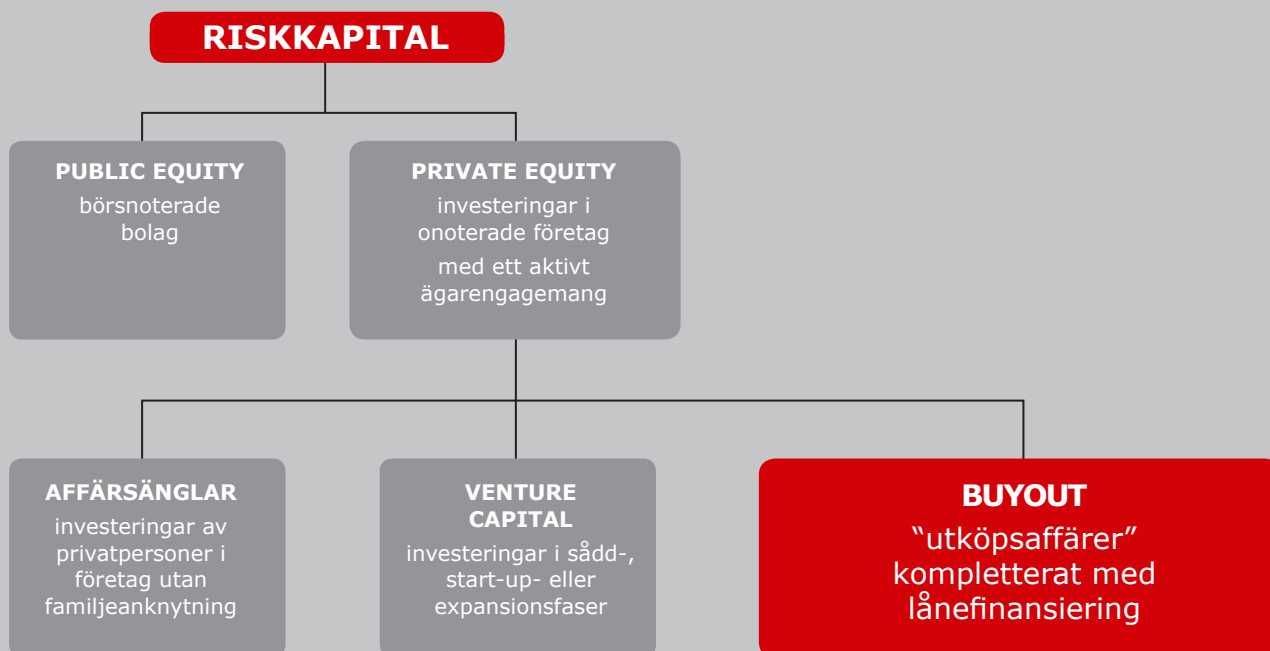 RISKKAPITAL
PUBLIC EQUITY
börsnoterade
bolag
PRIVATE EQUITY
investeringar i
onoterade företag
med ett aktivt
ägarengagemang
AFFÄRSÄNGLAR
investeringar av
privatpersoner i
företag utan
familjeanknytning
VENTURE
CAPITAL
investeringar i sådd-,
start-up- eller
expansionsfaser
BUYOUT
“utköpsaffärer”
kompletterat med
lånefinansiering